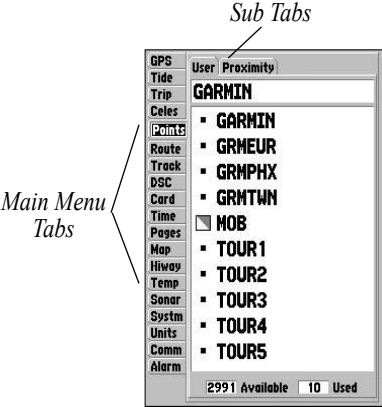 Sub Tabs
GPS
Tide
Trip
Celes
Points
Route
Track
DSC
Card
Time
Pages
Map
Hiway
Temp
Sonar
Systm
Units
Comm
Alarm
User Proximity
GARMIN
GARMIN
GRMEUR
GRMPHX
GRMTWN
MOB
TOUR1
TOUR2
TOUR3
TOUR4
TOUR5
2991 Available 10 Used
Main Menu
Tabs